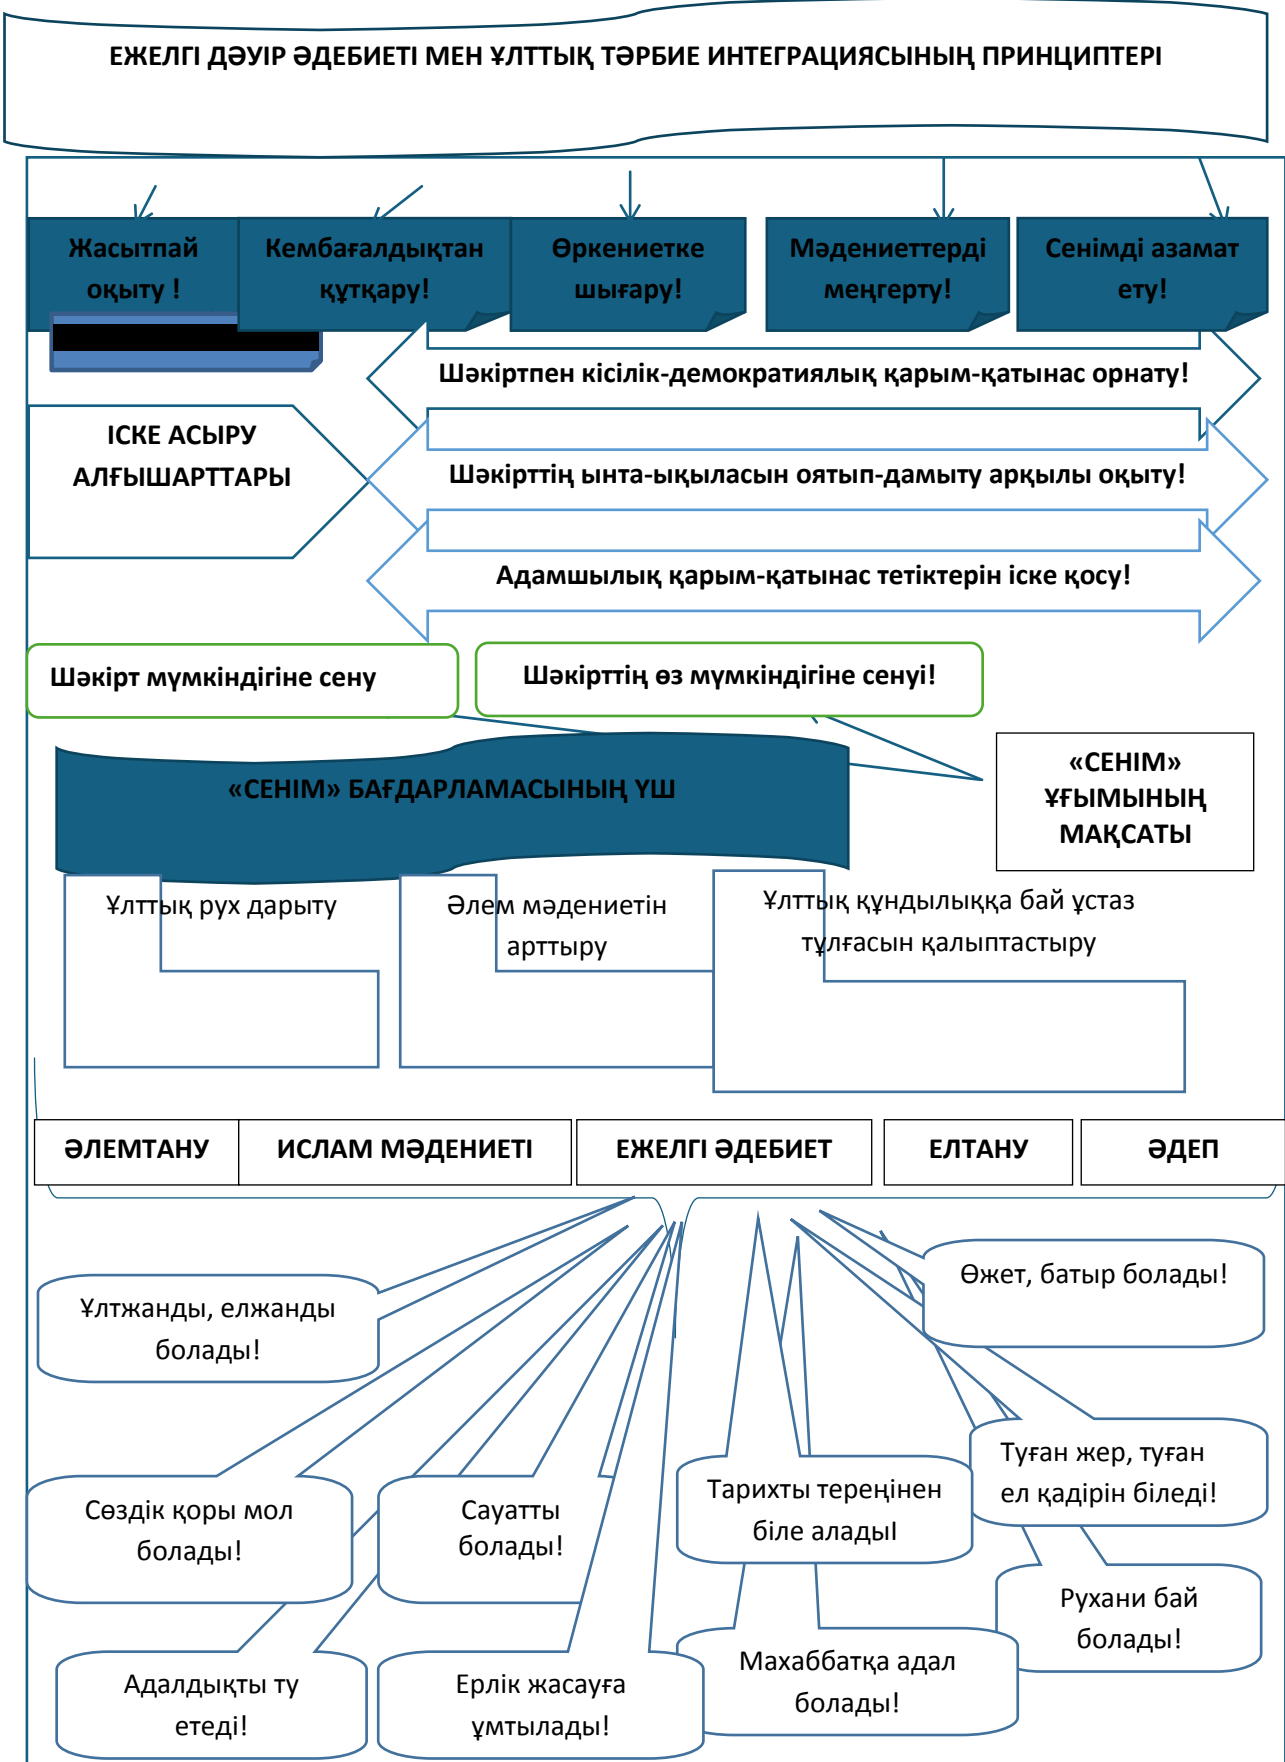 ЕЖЕЛГІ ДӘУІР ӘДЕБИЕТІ МЕН ҰЛТТЫҚ ТӘРБИЕ ИНТЕГРАЦИЯСЫНЫҢ ПРИНЦИПТЕРІ
Жасытпай
оқыту !
Кембағалдықтан
құтқару!
Өркениетке
шығару!
Мәдениеттерді
меңгерту!
Сенімді азамат
ету!
Шәкіртпен кісілік-демократиялық қарым-қатынас орнату!
ІСКЕ АСЫРУ
АЛҒЫШАРТТАРЫ
Шәкірттің ынта-ықыласын оятып-дамыту арқылы оқыту!
Адамшылық қарым-қатынас тетіктерін іске қосу!
Шәкірт мүмкіндігіне сену
Шәкірттің өз мүмкіндігіне сенуі!
«СЕНІМ»
ҰҒЫМЫНЫҢ
МАҚСАТЫ
«СЕНІМ» БАҒДАРЛАМАСЫНЫҢ ҮШ
Ұлттық рух дарыту
Әлем мәдениетін
арттыру
Ұлттық құндылыққа бай ұстаз
тұлғасын қалыптастыру
ӘЛЕМТАНУ
ИСЛАМ МӘДЕНИЕТІ
ЕЖЕЛГІ ӘДЕБИЕТ
ЕЛТАНУ
ӘДЕП
Өжет, батыр болады!
Ұлтжанды, елжанды
болады!
Туған жер, туған
ел қадірін біледі!
Сөздік қоры мол
болады!
Сауатты
болады!
Тарихты тереңінен
біле аладыІ
Рухани бай
болады!
Адалдықты ту
етеді!
Ерлік жасауға
ұмтылады!
Махаббатқа адал
болады!